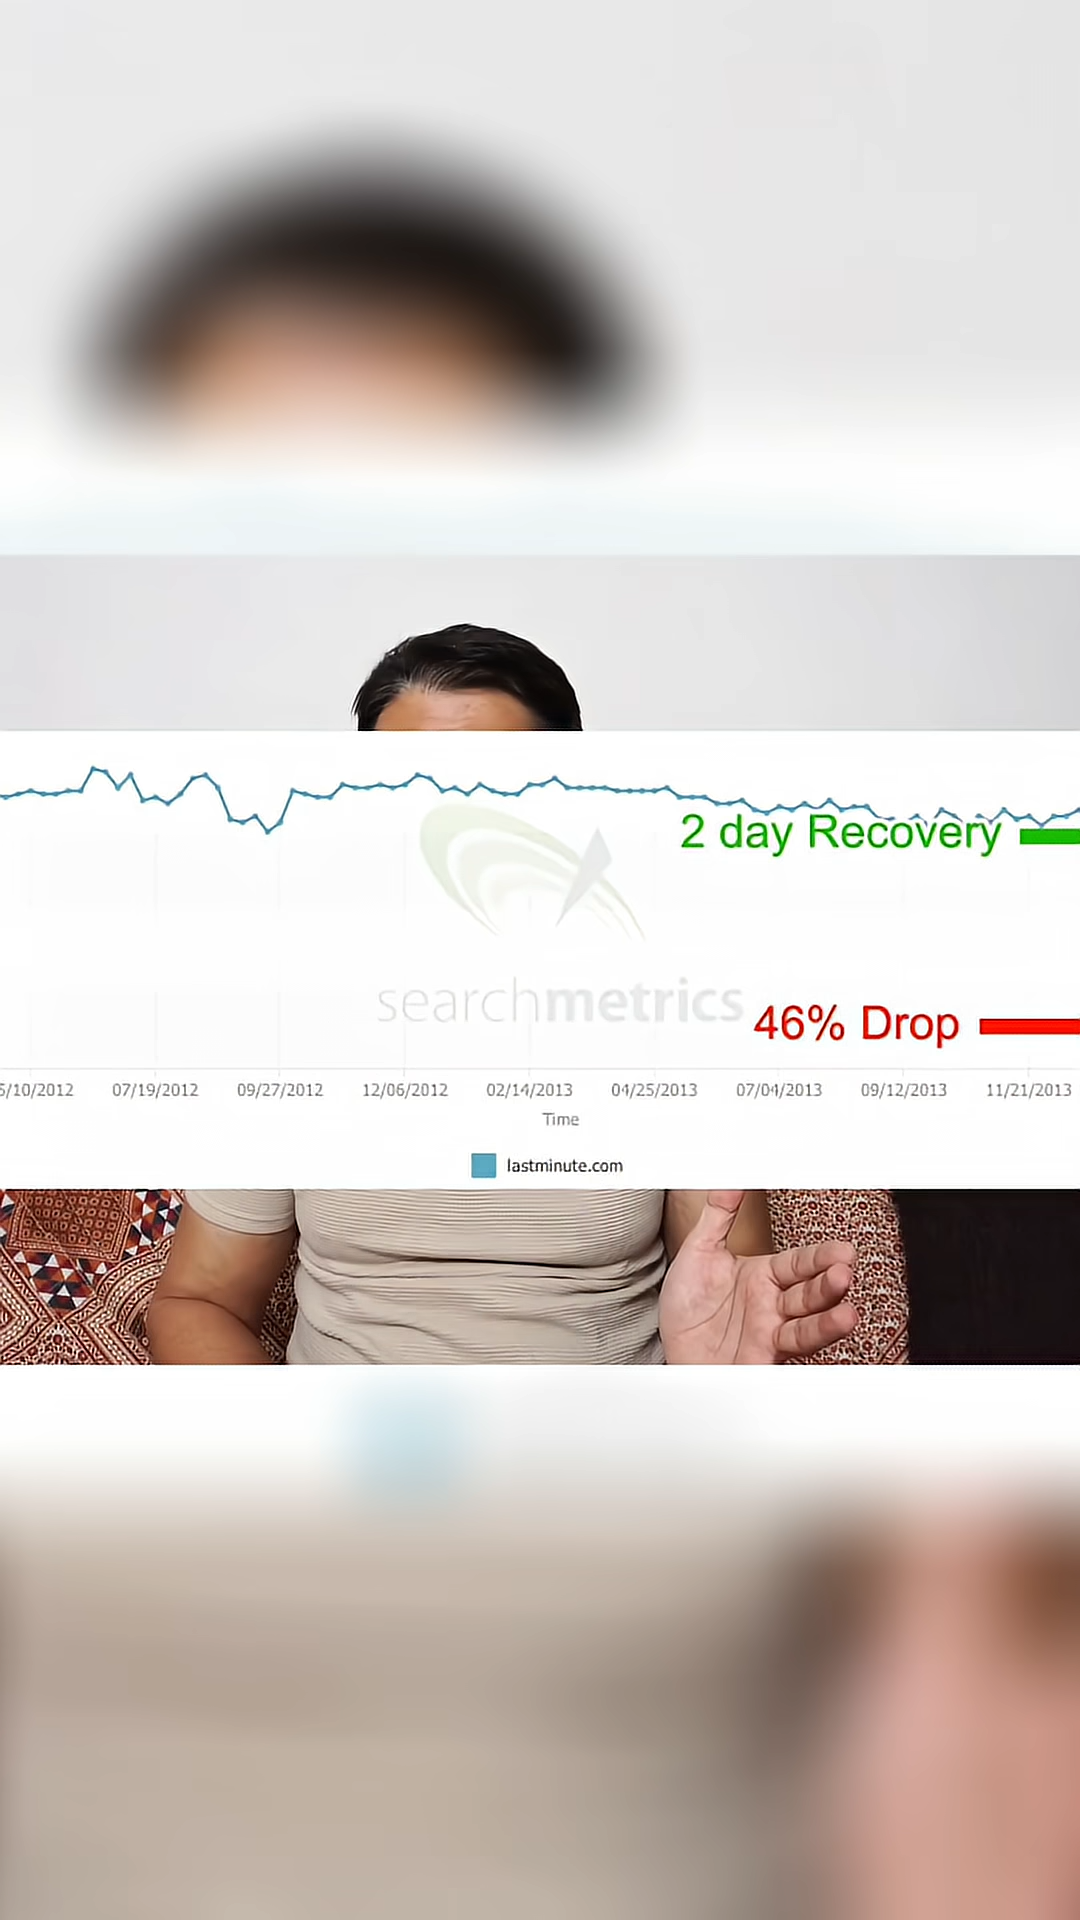 2 day Recovery
searchmetrics
46% Drop
5/10/2012 07/19/2012 09/27/2012 12/06/2012 02/14/2013 04/25/2013 07/04/2013 09/12/2013 11/21/2013
Time
lastminute.com